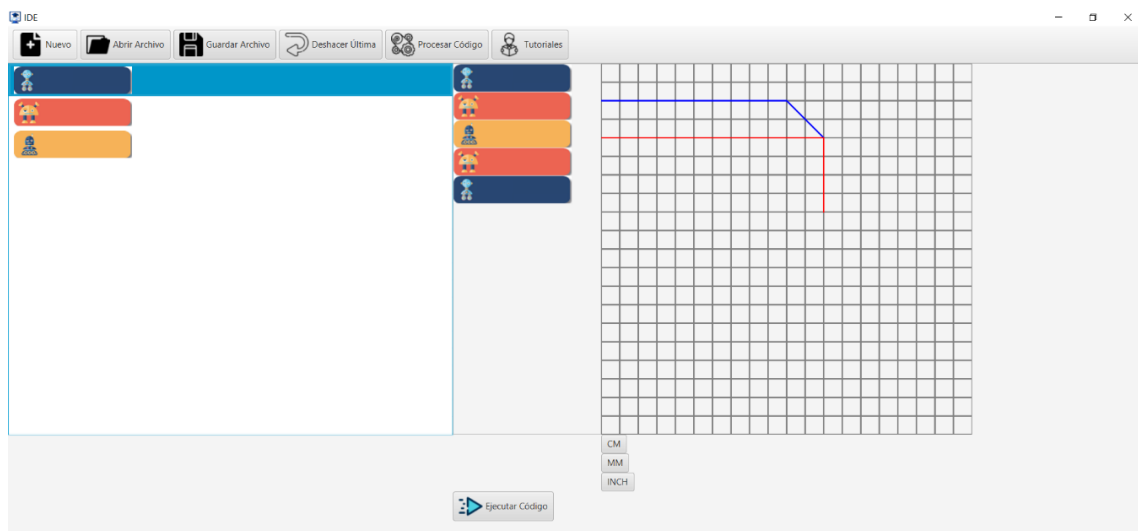 IDE
Nuevo Abrir Archivo Guardar Archivo Deshacer Última Procesar Código Tutoriales
CM
MM
INCH
Ejecutar Código